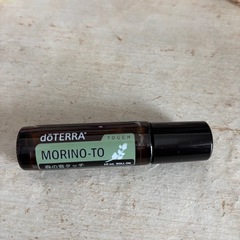 dōTERRA
TOUCH
MORINO-TO
森の音タッチ
10 mL ROLL ON